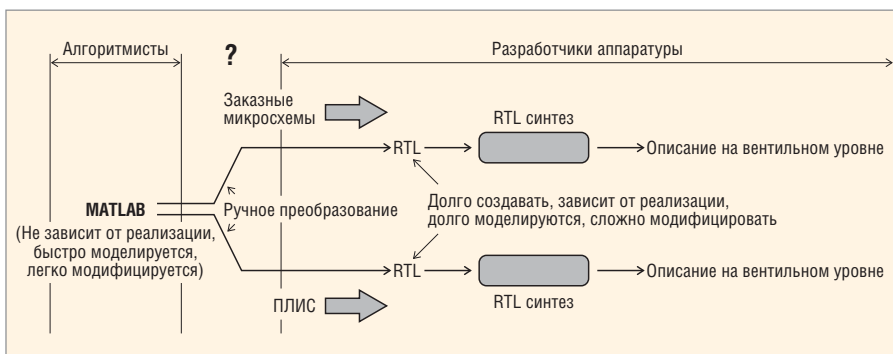 Алгоритмисты
?
Разработчики аппаратуры
Заказные
микросхемы
RTL синтез
RTL
Описание на вентильном уровне
MATLAB
(Не зависит от реализации,
быстро моделируется,
легко модифицируется)
Ручное преобразование
Долго создавать, зависит от реализации,
долго моделируются, сложно модифицировать
RTL
Описание на вентильном уровне
ПЛИС
RTL синтез